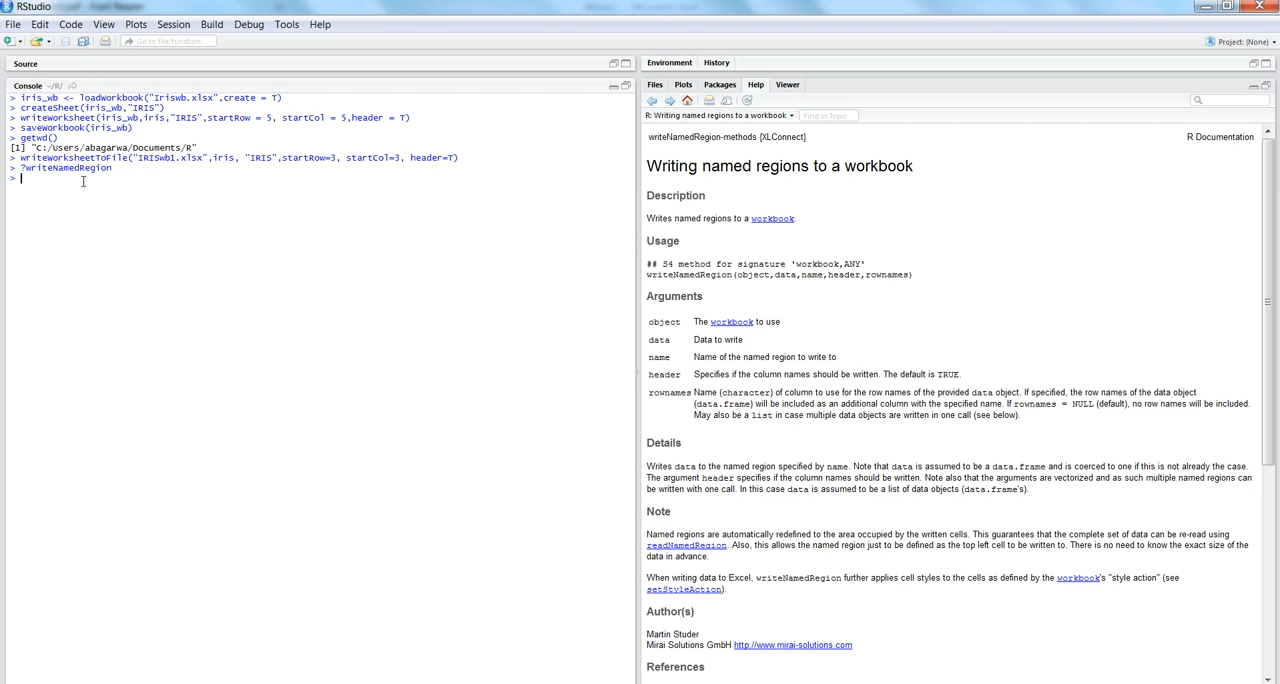 RStudio
File Edit Code View Plots Session Build Debug Tools Help
Go to file/function
Project: (None)
Source
Console ~/R/
> iris_wb <- loadWorkbook("Iriswb.xlsx",create = T)
> createSheet(iris_wb,"IRIS")
> writeWorksheet(iris_wb,iris,"IRIS",startRow = 5, startCol = 5,header = T)
> saveWorkbook(iris_wb)
> getwd()
[1] "C:/Users/abagarwa/Documents/R"
> writeWorksheetToFile("IRISwb1.xlsx",iris, "IRIS",startRow=3, startCol=3, header=T)
> ?writeNamedRegion
>
Environment History
Files Plots Packages Help Viewer
R: Writing named regions to a workbook Find in Topic
writeNamedRegion-methods {XLConnect} R Documentation
Writing named regions to a workbook
Description
Writes named regions to a workbook.
Usage
## S4 method for signature 'workbook,ANY'
writeNamedRegion(object,data,name,header,rownames)
Arguments
object The workbook to use
data Data to write
name Name of the named region to write to
header Specifies if the column names should be written. The default is TRUE.
rownames Name (character) of column to use for the row names of the provided data object. If specified, the row names of the data object
(data.frame) will be included as an additional column with the specified name. If rownames = NULL (default), no row names will be included.
May also be a list in case multiple data objects are written in one call (see below).
Details
Writes data to the named region specified by name. Note that data is assumed to be a data.frame and is coerced to one if this is not already the case.
The argument header specifies if the column names should be written. Note also that the arguments are vectorized and as such multiple named regions can
be written with one call. In this case data is assumed to be a list of data objects (data.frame's).
Note
Named regions are automatically redefined to the area occupied by the written cells. This guarantees that the complete set of data can be re-read using
readNamedRegion. Also, this allows the named region just to be defined as the top left cell to be written to. There is no need to know the exact size of the
data in advance.
When writing data to Excel, writeNamedRegion further applies cell styles to the cells as defined by the workbook's "style action" (see
setStyleAction).
Author(s)
Martin Studer
Mirai Solutions GmbH http://www.mirai-solutions.com
References